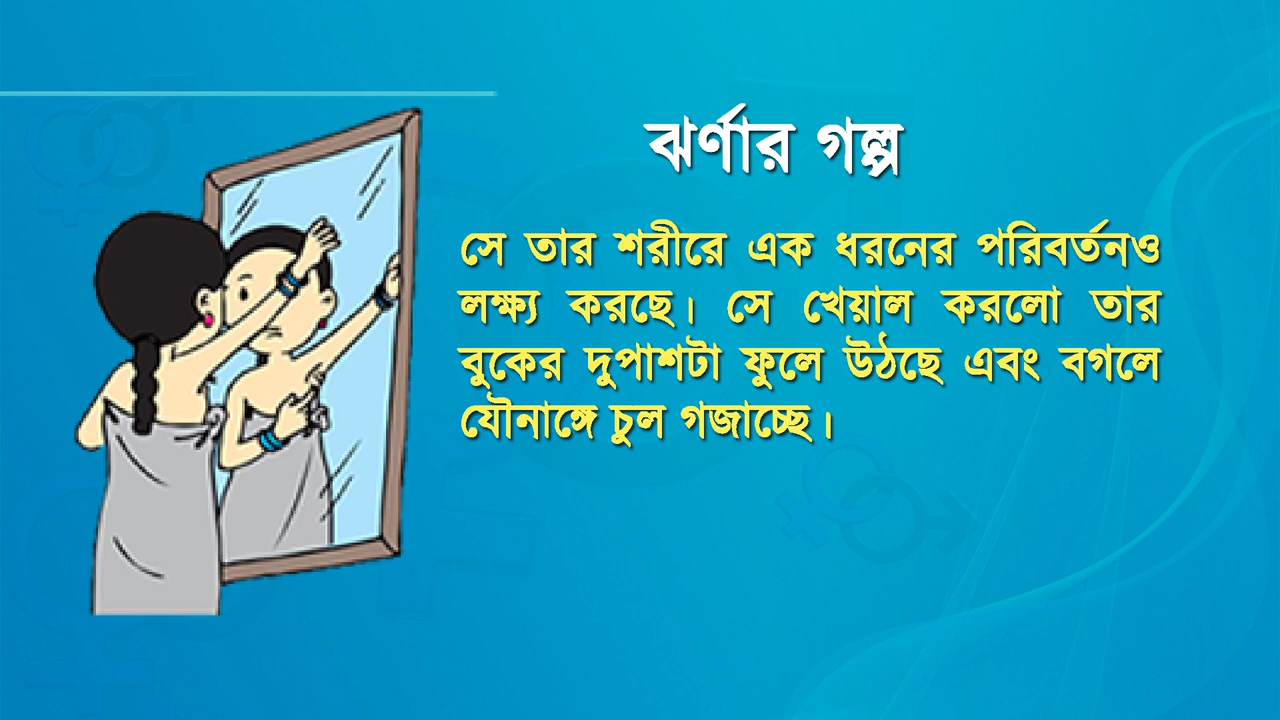 ঝর্ণার গল্প
সে তার শরীরে এক ধরনের পরিবর্তনও
লক্ষ্য করছে। সে খেয়াল করলো তার
বুকের দুপাশটা ফুলে উঠছে এবং বগলে
যৌনাঙ্গে চুল গজাচ্ছে।